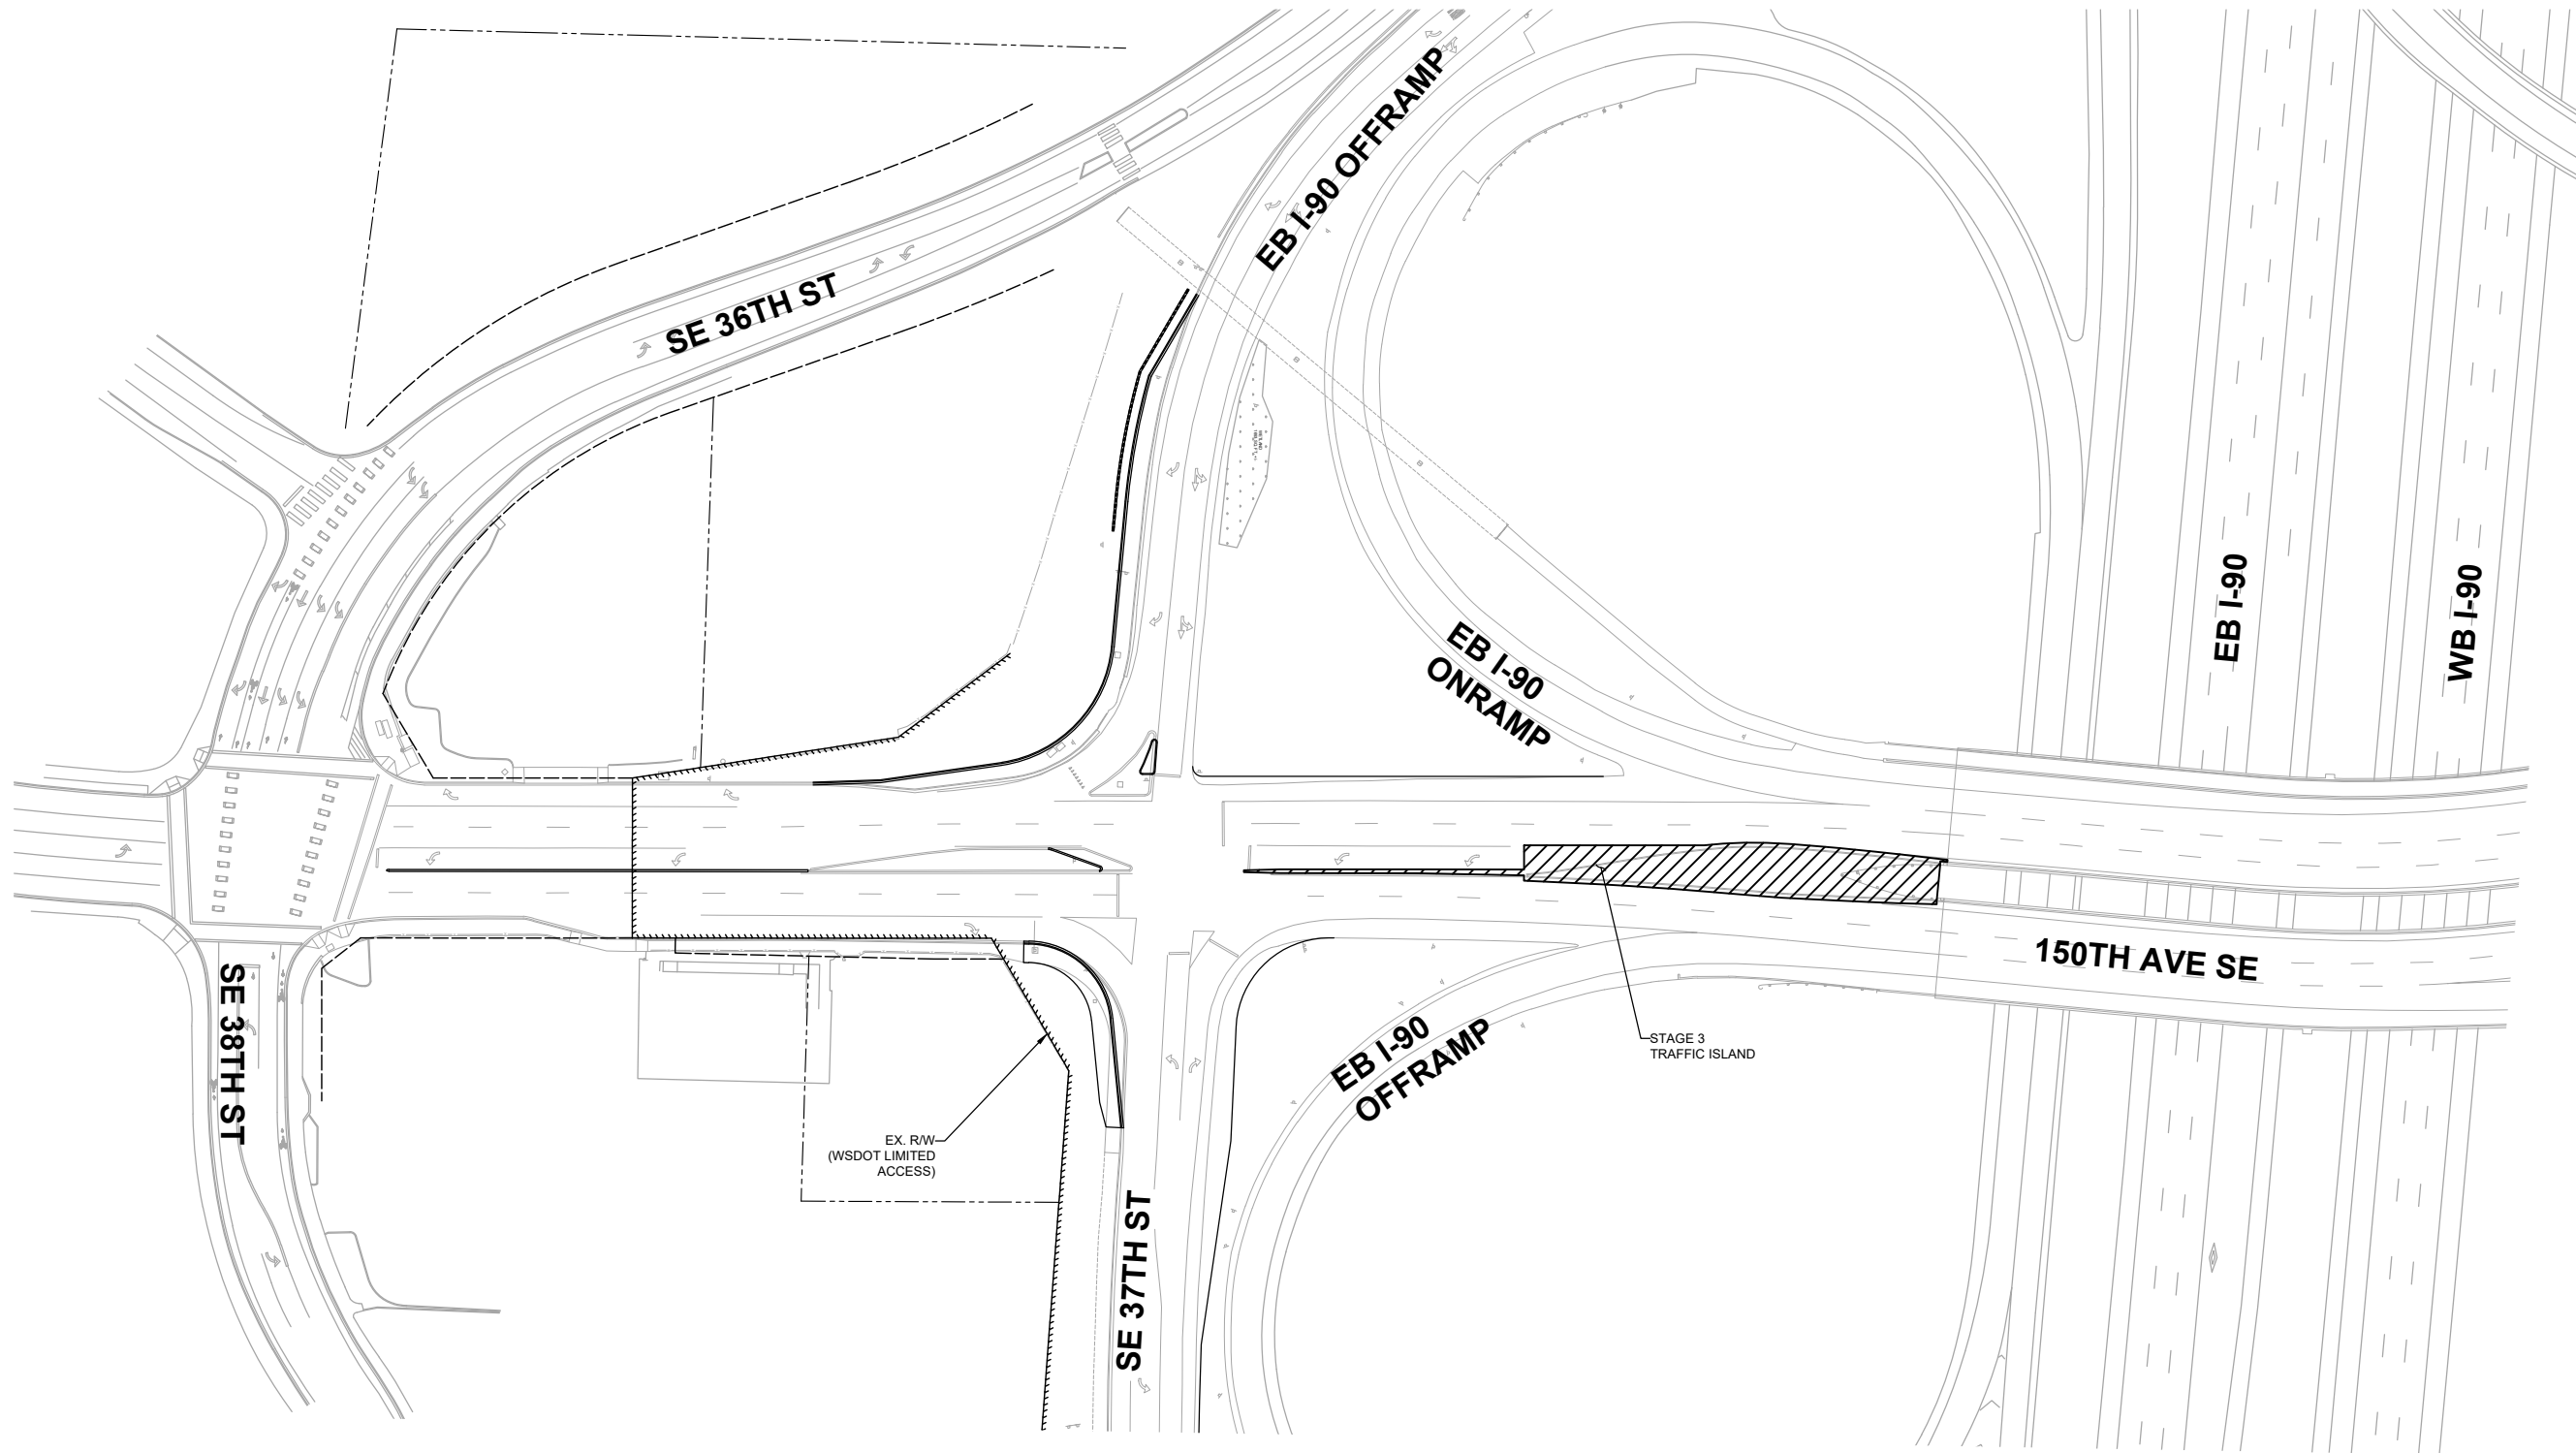 EB I-90 OFFRAMP
SE 36TH ST
EB I-90
ONRAMP
EB I-90
WB I-90
150TH AVE SE
SE 38TH ST
EB I-90
OFFRAMP
STAGE 3
TRAFFIC ISLAND
EX. R/W
(WSDOT LIMITED
ACCESS)
SE 37TH ST